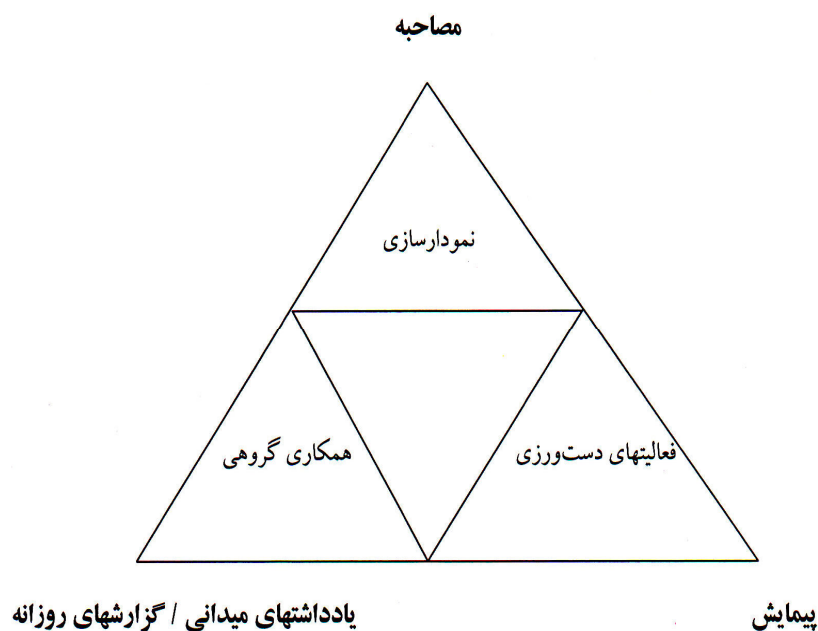 مصاحبه
نمودارسازی
فعالیتهای دست‌ورزی
همکاری گروهی
پیمایش
یادداشتهای میدانی / گزارشهای روزانه